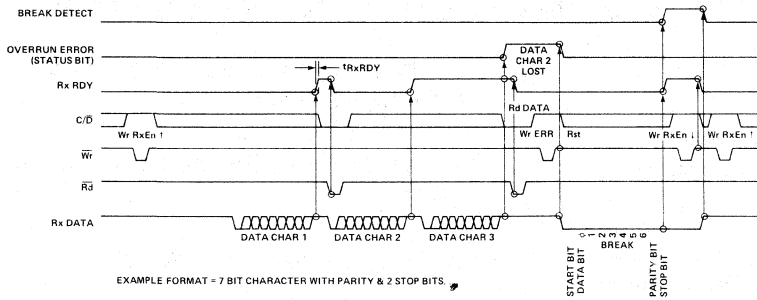 BREAK DETECT
OVERRUN ERROR
(STATUS BIT)
DATA
CHAR 2
LOST
tRxRDY
Rx RDY
Rd DATA
C/D̅
Wr RxEn ↑
Wr ERR
Rst
Wr RxEn ↓
Wr RxEn ↑
W̅r̅
R̅d̅
Rx DATA
DATA CHAR 1
DATA CHAR 2
DATA CHAR 3
START BIT
DATA BIT
0 1 2 3 4 5 6
BREAK
PARITY BIT
STOP BIT
EXAMPLE FORMAT = 7 BIT CHARACTER WITH PARITY & 2 STOP BITS.